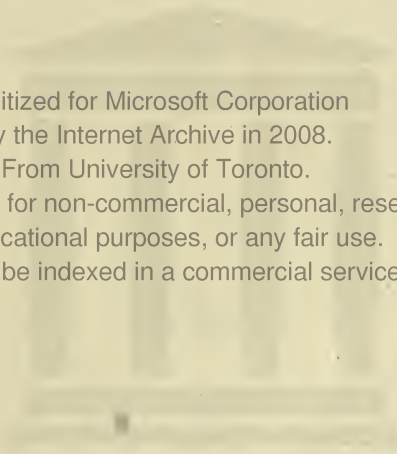 itized for Microsoft Corporation
y the Internet Archive in 2008.
From University of Toronto.
for non-commercial, personal, rese
cational purposes, or any fair use.
be indexed in a commercial service